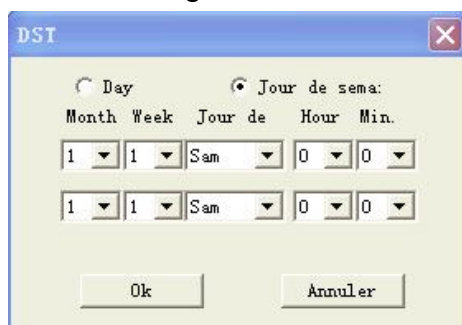 DST
Day Jour de sema:
Month Week Jour de Hour Min.
1 1 Sam 0 0
1 1 Sam 0 0
Ok Annuler